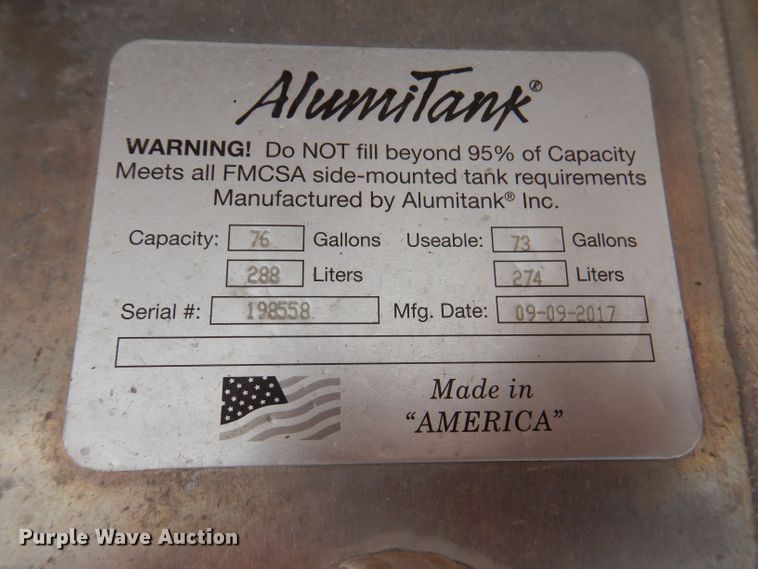 AlumiTank®
WARNING! Do NOT fill beyond 95% of Capacity
Meets all FMCSA side-mounted tank requirements
Manufactured by Alumitank® Inc.
Capacity: 76 Gallons Useable: 73 Gallons
288 Liters 274 Liters
Serial #: 198558 Mfg. Date: 09-09-2017
Made in
“AMERICA”
Purple Wave Auction